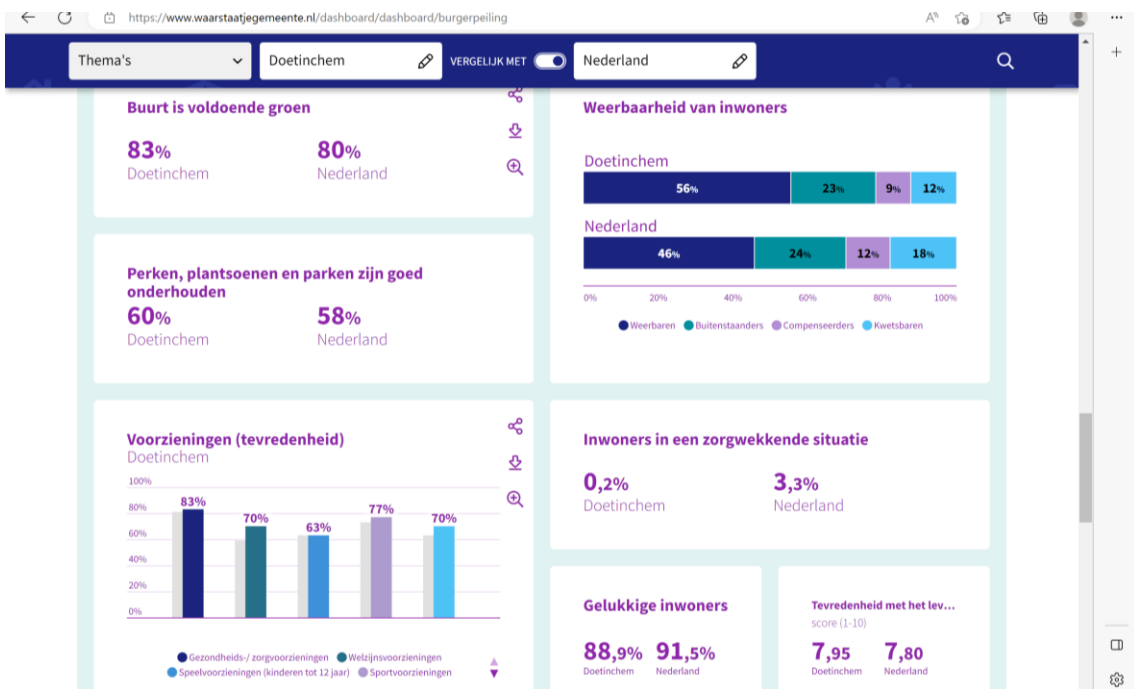 https://www.waarstaatjegemeente.nl/dashboard/dashboard/burgerpeiling
Thema's
Doetinchem
VERGELIJK MET
Nederland
Buurt is voldoende groen
83% 80%
Doetinchem Nederland
Perken, plantsoenen en parken zijn goed
onderhouden
60% 58%
Doetinchem Nederland
Voorzieningen (tevredenheid)
Doetinchem
100%
80%
60%
40%
20%
0%
83%
70%
63%
77%
70%
Gezondheids-/ zorgvoorzieningen Welzijnsvoorzieningen
Speelvoorzieningen (kinderen tot 12 jaar) Sportvoorzieningen
Weerbaarheid van inwoners
Doetinchem
56% 23% 9% 12%
Nederland
46% 24% 12% 18%
0% 20% 40% 60% 80% 100%
Weerbaren Buitenstaanders Compenseerders Kwetsbaren
Inwoners in een zorgwekkende situatie
0,2% 3,3%
Doetinchem Nederland
Gelukkige inwoners
88,9% 91,5%
Doetinchem Nederland
Tevredenheid met het lev...
score (1-10)
7,95 7,80
Doetinchem Nederland